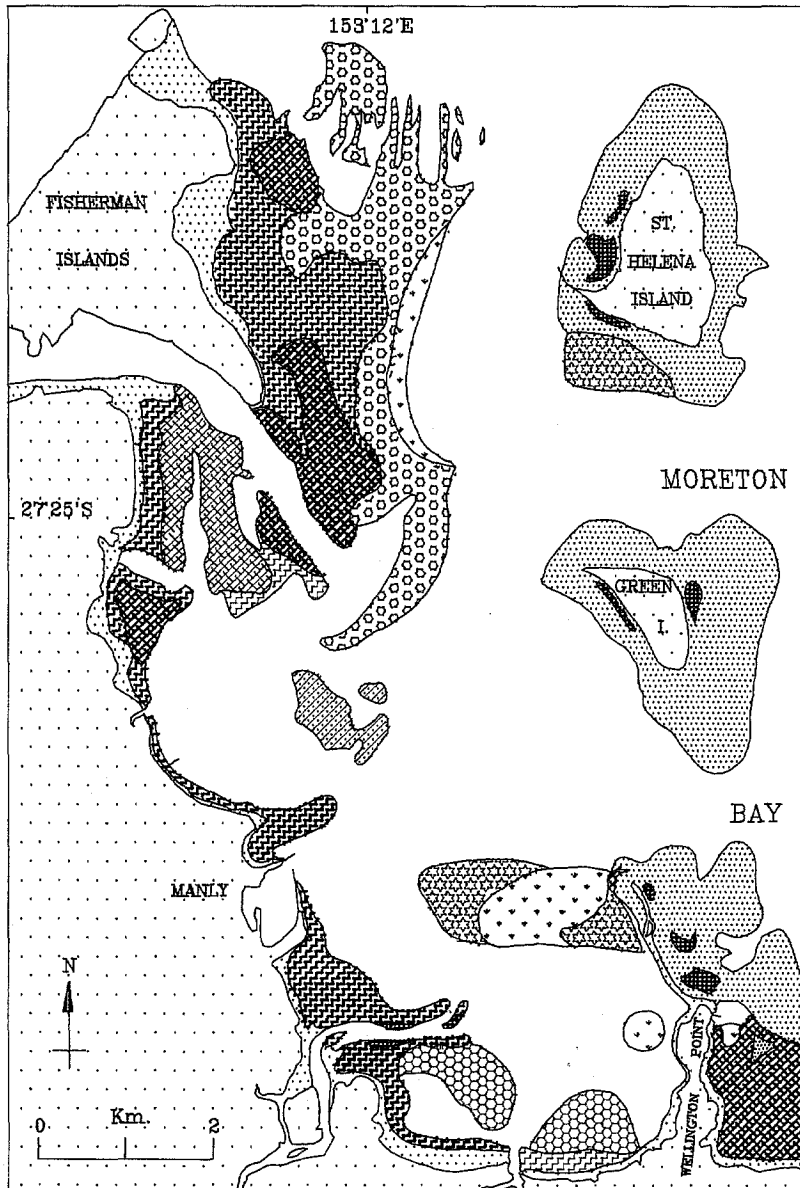 153°12'E
FISHERMAN
ISLANDS
ST.
HELENA
ISLAND
MORETON
27°25'S
GREEN
I.
BAY
MANLY
N
POINT
WELLINGTON
Km.
0 2